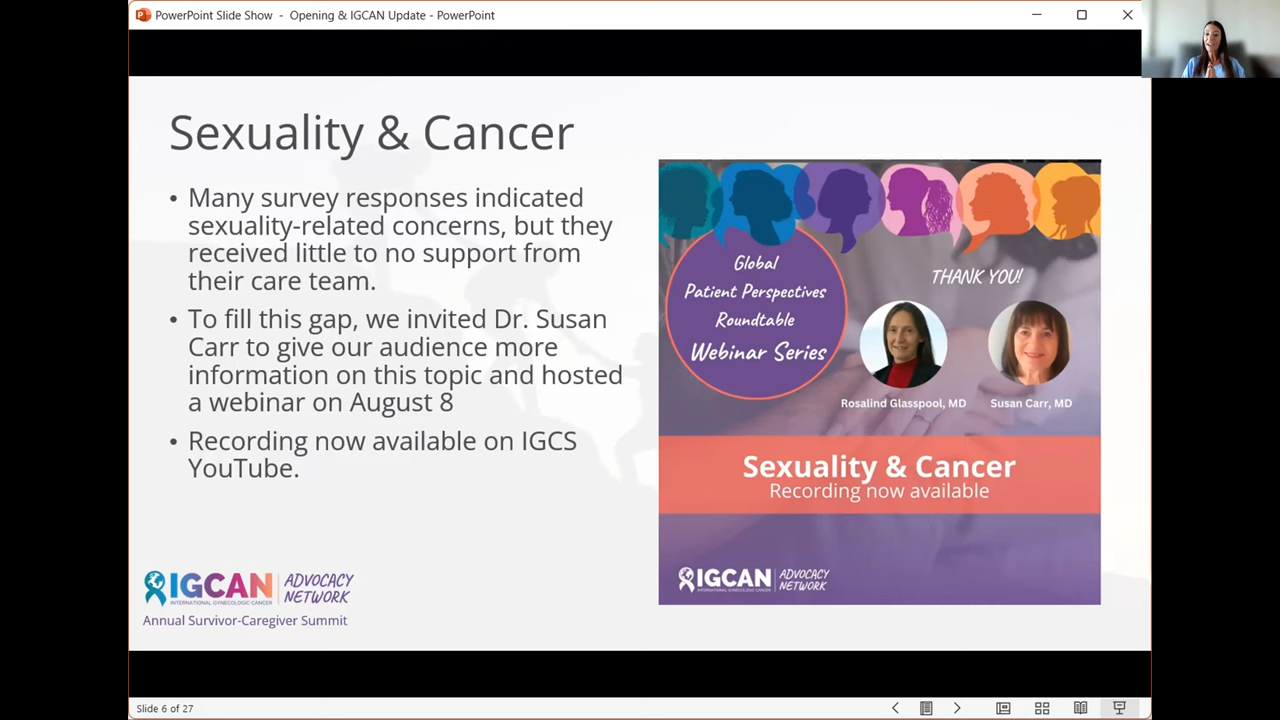 PowerPoint Slide Show - Opening & IGCAN Update - PowerPoint
Sexuality & Cancer
• Many survey responses indicated
sexuality-related concerns, but they
received little to no support from
their care team.
• To fill this gap, we invited Dr. Susan
Carr to give our audience more
information on this topic and hosted
a webinar on August 8
• Recording now available on IGCS
YouTube.
Global
Patient Perspectives
Roundtable
Webinar Series
THANK YOU!
Rosalind Glasspool, MD
Susan Carr, MD
Sexuality & Cancer
Recording now available
IGCAN
INTERNATIONAL GYNECOLOGIC CANCER
ADVOCACY
NETWORK
IGCAN
INTERNATIONAL GYNECOLOGIC CANCER
ADVOCACY
NETWORK
Annual Survivor-Caregiver Summit
Slide 6 of 27